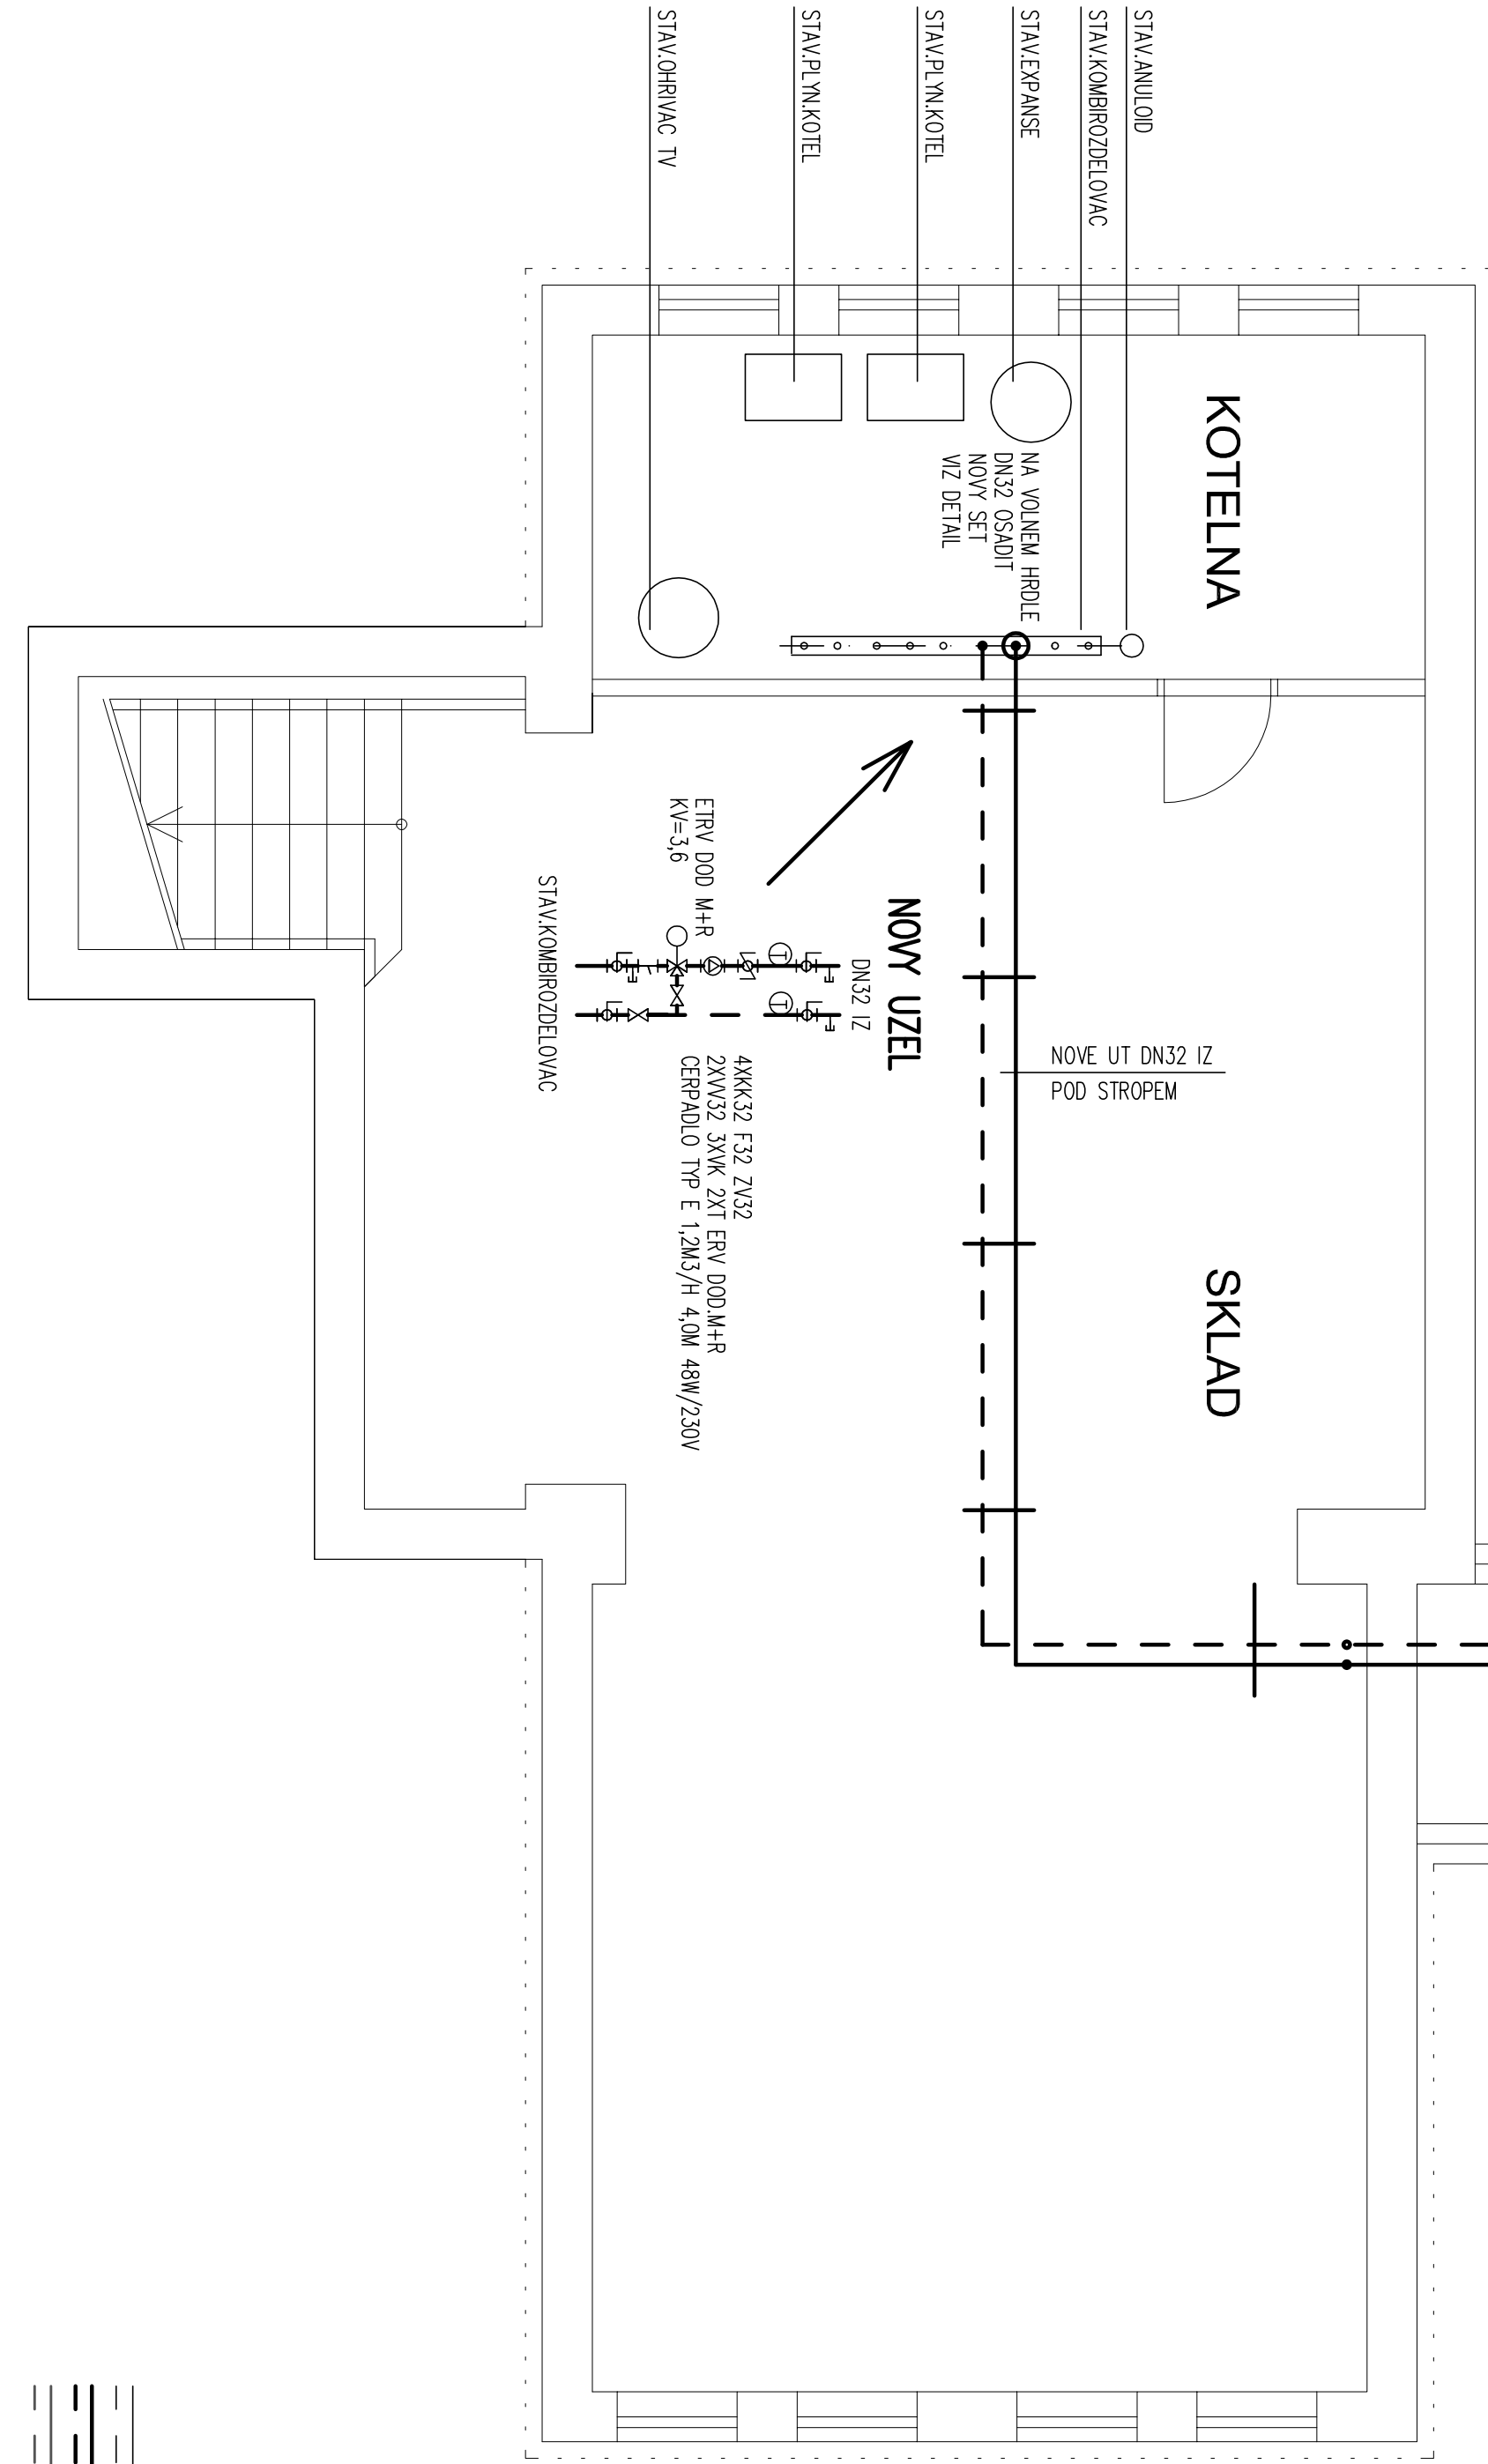 STAV.OHRIVAC TV
STAV.PLYN.KOTEL
STAV.PLYN.KOTEL
STAV.EXPANSE
STAV.KOMBIROZDELOVAC
STAV.ANULOID
KOTELNA
NA VOLNEM HRDLE
DN32 OSADIT
NOVY SET
VIZ DETAIL
ETRV DOD M+R
KV=3,6
STAV.KOMBIROZDELOVAC
T
T
DN32 IZ
NOVY UZEL
4XKK32 F32 ZV32
2XVV32 3XVK 2XT ERV DOD.M+R
CERPADLO TYP E 1,2M3/H 4,0M 48W/230V
NOVE UT DN32 IZ
POD STROPEM
SKLAD